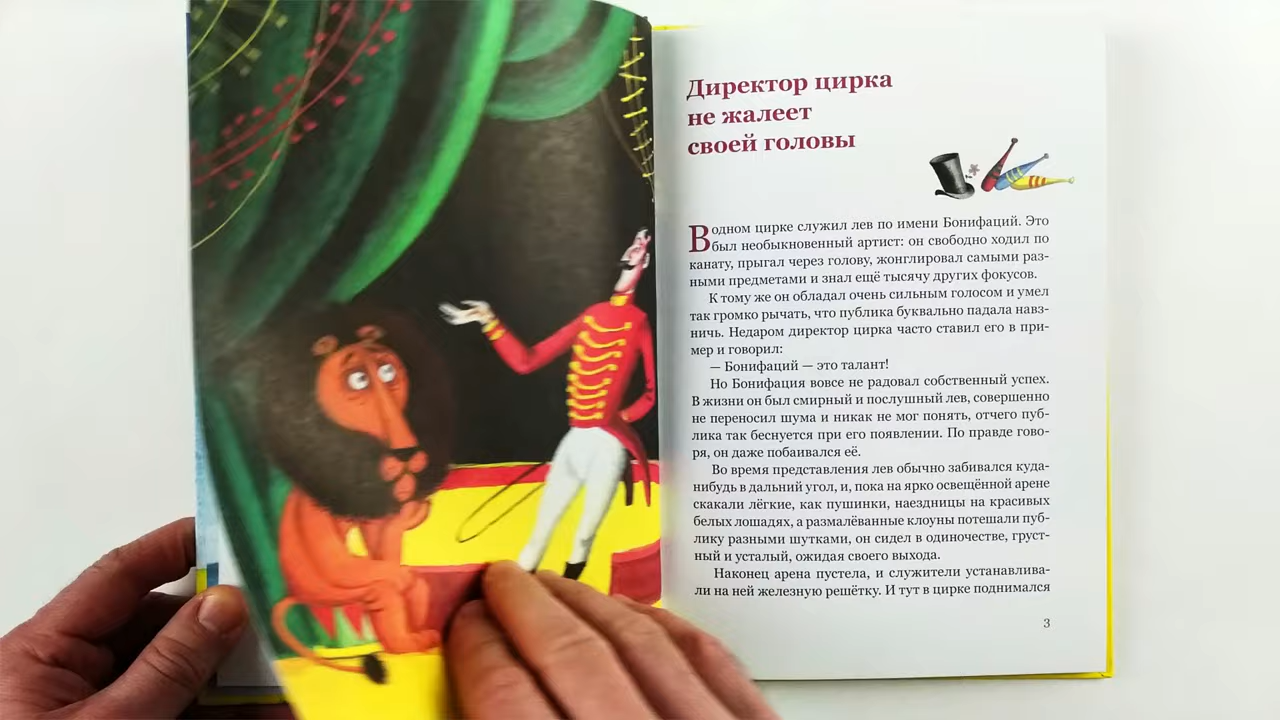 Директор цирка
не жалеет
своей головы
В одном цирке служил лев по имени Бонифаций. Это
был необыкновенный артист: он свободно ходил по
канату, прыгал через голову, жонглировал самыми раз-
ными предметами и знал ещё тысячу других фокусов.
К тому же он обладал очень сильным голосом и умел
так громко рычать, что публика буквально падала навз-
ничь. Недаром директор цирка часто ставил его в при-
мер и говорил:
— Бонифаций — это талант!
Но Бонифация вовсе не радовал собственный успех.
В жизни он был смирный и послушный лев, совершенно
не переносил шума и никак не мог понять, отчего пуб-
лика так беснуется при его появлении. По правде гово-
ря, он даже побаивался её.
Во время представления лев обычно забивался куда-
нибудь в дальний угол, и, пока на ярко освещённой арене
скакали лёгкие, как пушинки, наездницы на красивых
белых лошадях, а размалёванные клоуны потешали пуб-
лику разными шутками, он сидел в одиночестве, груст-
ный и усталый, ожидая своего выхода.
Наконец арена пустела, и служители устанавлива-
ли на ней железную решётку. И тут в цирке поднимался
3